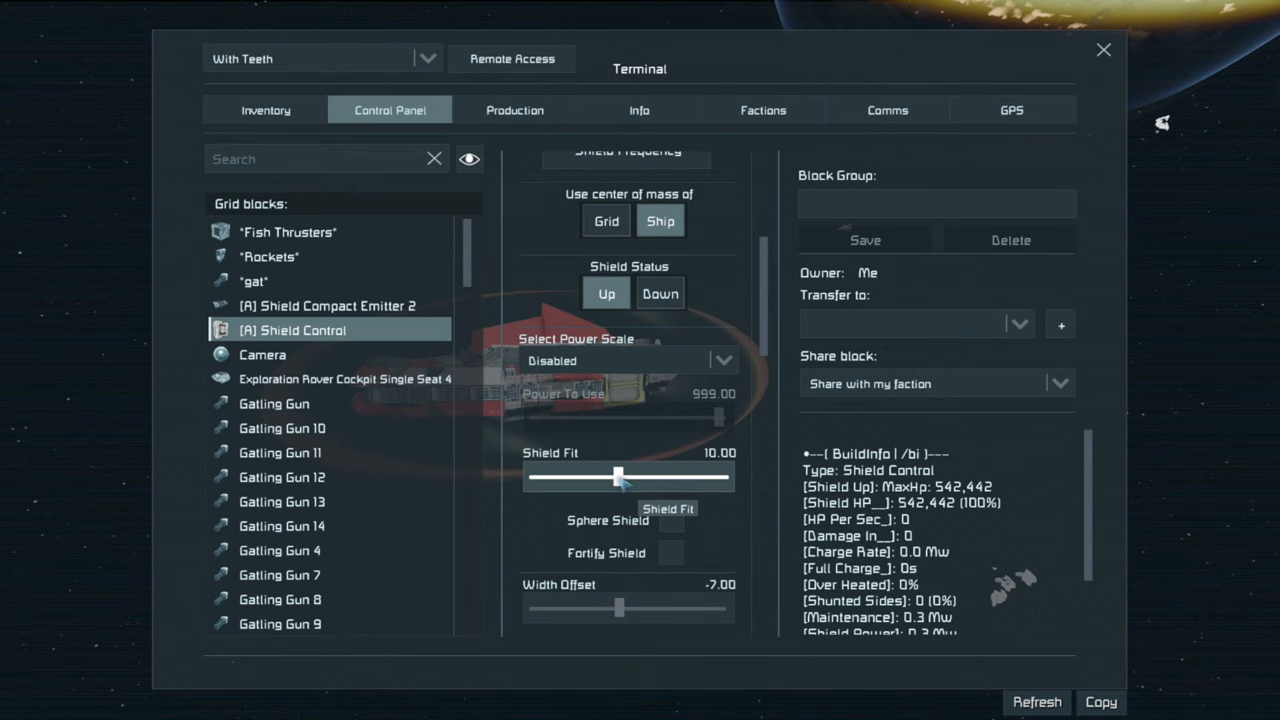 With Teeth
Remote Access
Terminal
Inventory
Control Panel
Production
Info
Factions
Comms
GPS
Search
Grid blocks:
*Fish Thrusters*
*Rockets*
*gat*
[A] Shield Compact Emitter 2
[A] Shield Control
Camera
Exploration Rover Cockpit Single Seat 4
Gatling Gun
Gatling Gun 10
Gatling Gun 11
Gatling Gun 12
Gatling Gun 13
Gatling Gun 14
Gatling Gun 4
Gatling Gun 7
Gatling Gun 8
Gatling Gun 9
Shield Frequency
Use center of mass of
Grid
Ship
Shield Status
Up
Down
Select Power Scale
Disabled
Power To Use 999.00
Shield Fit 10.00
Shield Fit
Sphere Shield
Fortify Shield
Width Offset -7.00
Block Group:
Save
Delete
Owner: Me
Transfer to:
+
Share block:
Share with my faction
•--( BuildInfo | /bi )---
Type: Shield Control
[Shield Up]: MaxHp: 542,442
[Shield HP__]: 542,442 (100%)
[HP Per Sec_]: 0
[Damage In__]: 0
[Charge Rate]: 0.0 Mw
[Full Charge_]: 0s
[Over Heated]: 0%
[Shunted Sides]: 0 (0%)
[Maintenance]: 0.3 Mw
[Shield Power]: 0.3 Mw
Refresh
Copy